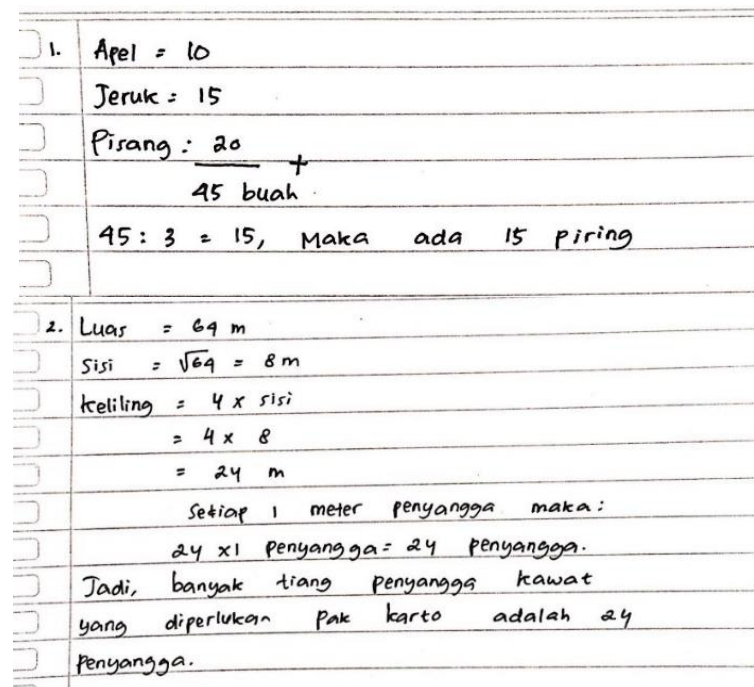 1. Apel = 10
Jeruk = 15
Pisang : 20 +
45 buah
45 : 3 = 15, Maka ada 15 piring
2. Luas = 64 m
Sisi = √64 = 8 m
Keliling = 4 x sisi
= 4 x 8
= 24 m
Setiap 1 meter penyangga maka :
24 x1 penyangga = 24 penyangga.
Jadi, banyak tiang penyangga kawat
yang diperlukan Pak karto adalah 24
Penyangga.